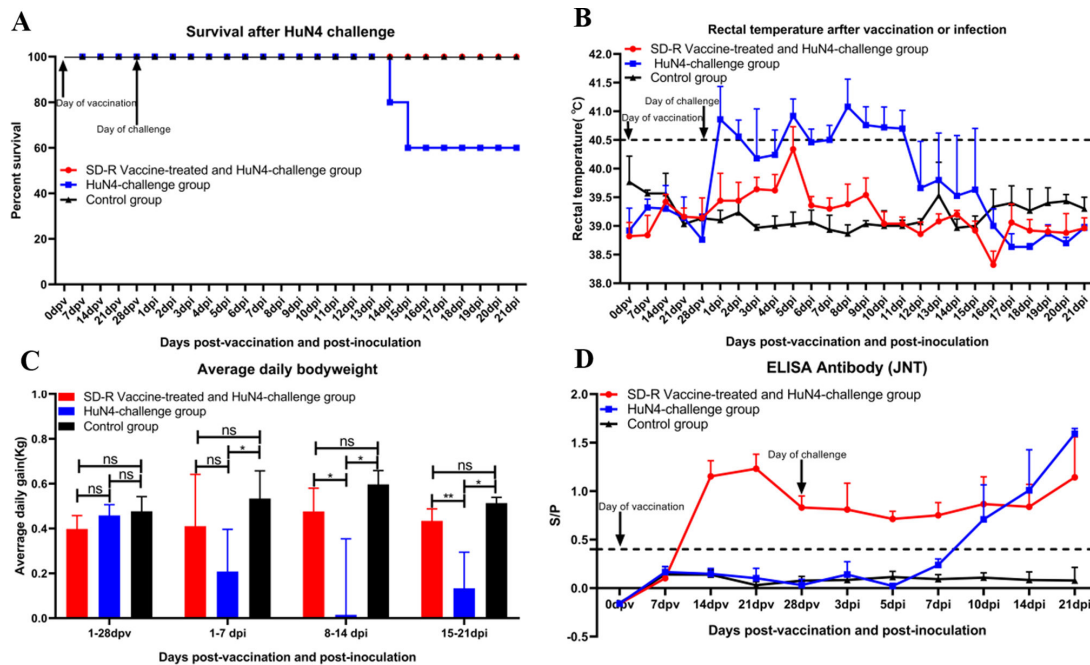 A
Survival after HuN4 challenge
Percent survival
100
80
60
40
20
0
Day of vaccination
Day of challenge
SD-R Vaccine-treated and HuN4-challenge group
HuN4-challenge group
Control group
0dpv
7dpv
14dpv
21dpv
28dpv
1dpi
2dpi
3dpi
4dpi
5dpi
6dpi
7dpi
8dpi
9dpi
10dpi
11dpi
12dpi
13dpi
14dpi
15dpi
16dpi
17dpi
18dpi
19dpi
20dpi
21dpi
Days post-vaccination and post-inoculation
B
Rectal temperature after vaccination or infection
SD-R Vaccine-treated and HuN4-challenge group
HuN4-challenge group
Control group
Rectal temperature( °C)
42.0
41.5
41.0
40.5
40.0
39.5
39.0
38.5
38.0
Day of challenge
Day of vaccination
0dpv
7dpv
14dpv
21dpv
28dpv
1dpi
2dpi
3dpi
4dpi
5dpi
6dpi
7dpi
8dpi
9dpi
10dpi
11dpi
12dpi
13dpi
14dpi
15dpi
16dpi
17dpi
18dpi
19dpi
20dpi
21dpi
Days post-vaccination and post-inoculation
C
Average daily bodyweight
SD-R Vaccine-treated and HuN4-challenge group
HuN4-challenge group
Control group
Averrage daily gain(Kg)
1.0
0.8
0.6
0.4
0.2
0.0
ns
ns
ns
ns
ns
*
ns
*
*
ns
**
*
1-28dpv
1-7 dpi
8-14 dpi
15-21dpi
Days post-vaccination and post-inoculation
D
ELISA Antibody (JNT)
SD-R Vaccine-treated and HuN4-challenge group
HuN4-challenge group
Control group
S/P
2.0
1.5
1.0
0.5
0.0
-0.5
Day of challenge
Day of vaccination
0dpv
7dpv
14dpv
21dpv
28dpv
3dpi
5dpi
7dpi
10dpi
14dpi
21dpi
Days post-vaccination and post-inoculation